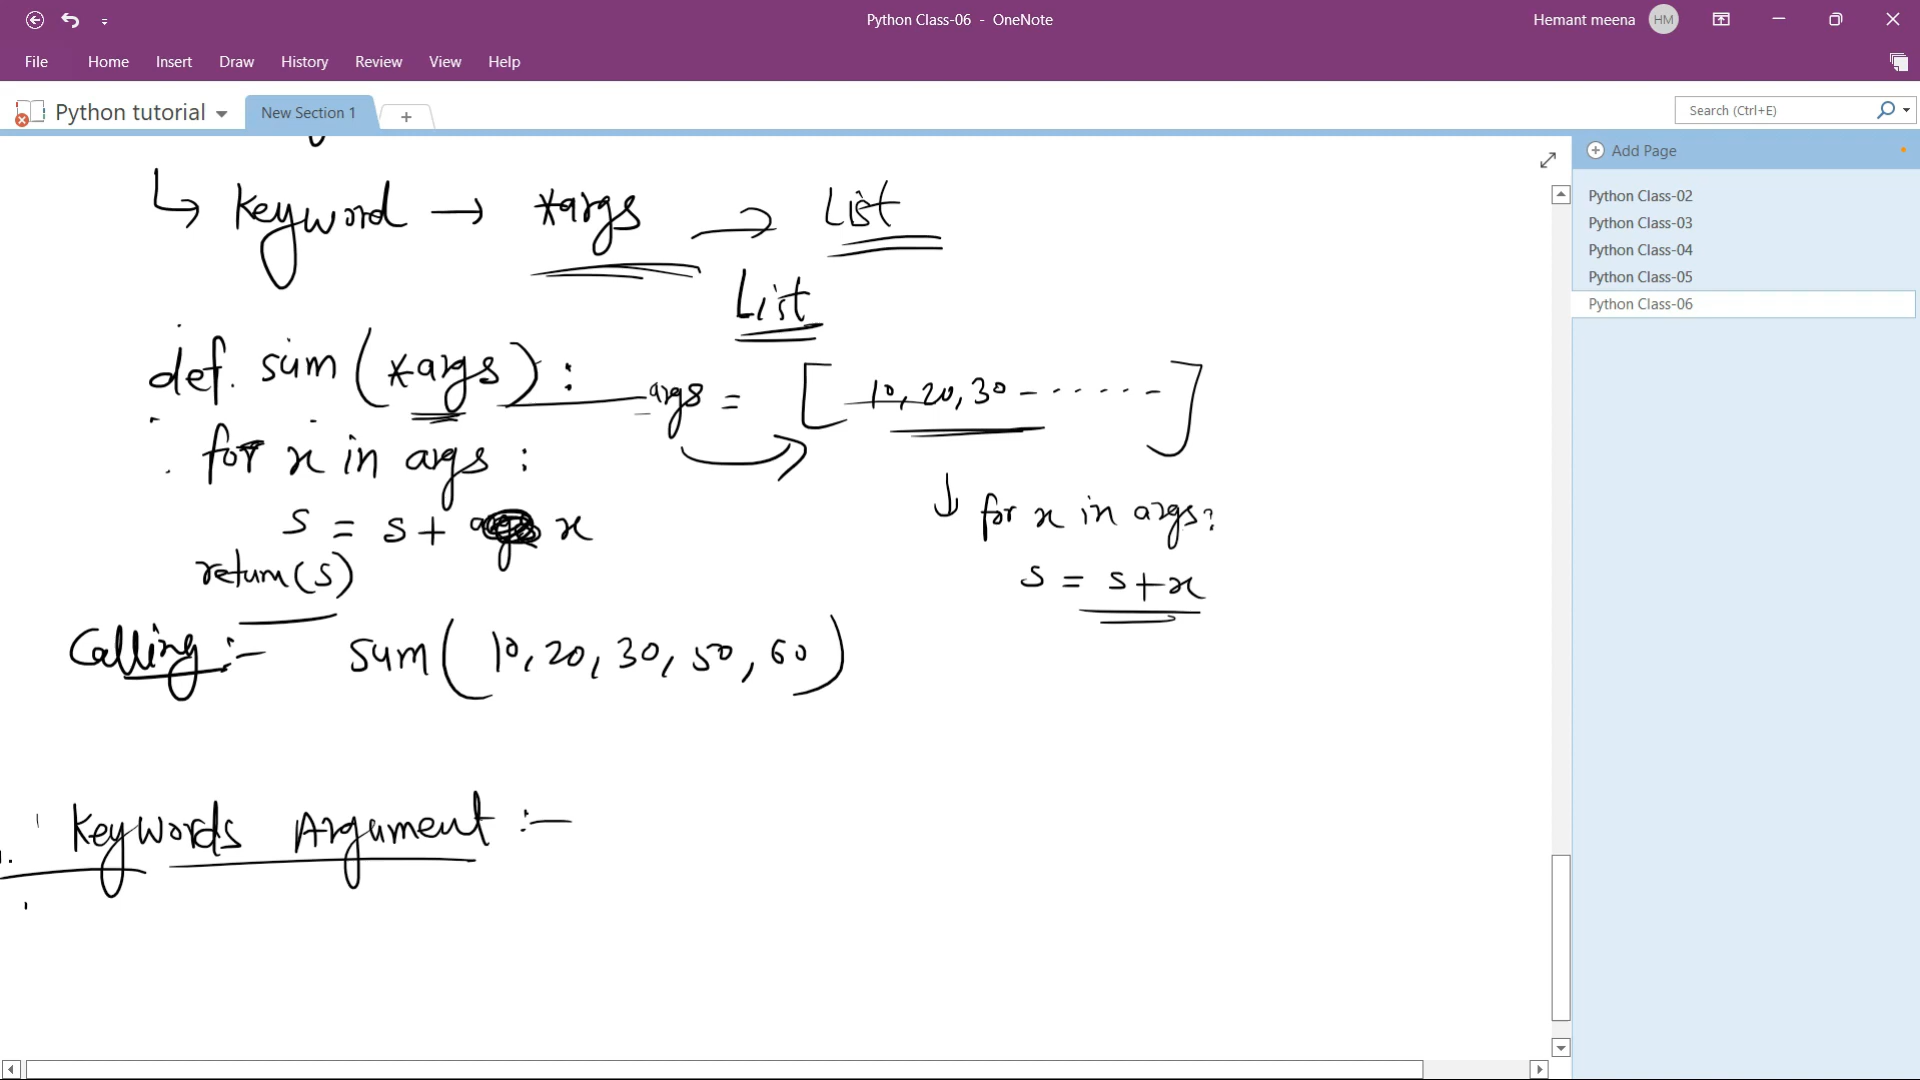 Python Class-06 - OneNote
Hemant meena HM
File Home Insert Draw History Review View Help
Python tutorial New Section 1 +
Search (Ctrl+E)
Add Page
Python Class-02
Python Class-03
Python Class-04
Python Class-05
Python Class-06
↳ Keyword → *args → List
List
def. sum (*args) :
args = [10, 20, 30 - ......-]
for x in args :
s = s + x
return(s)
↓ for x in args:
s = s+x
Calling :- sum( 10, 20, 30, 50, 60)
Keywords Argument :-